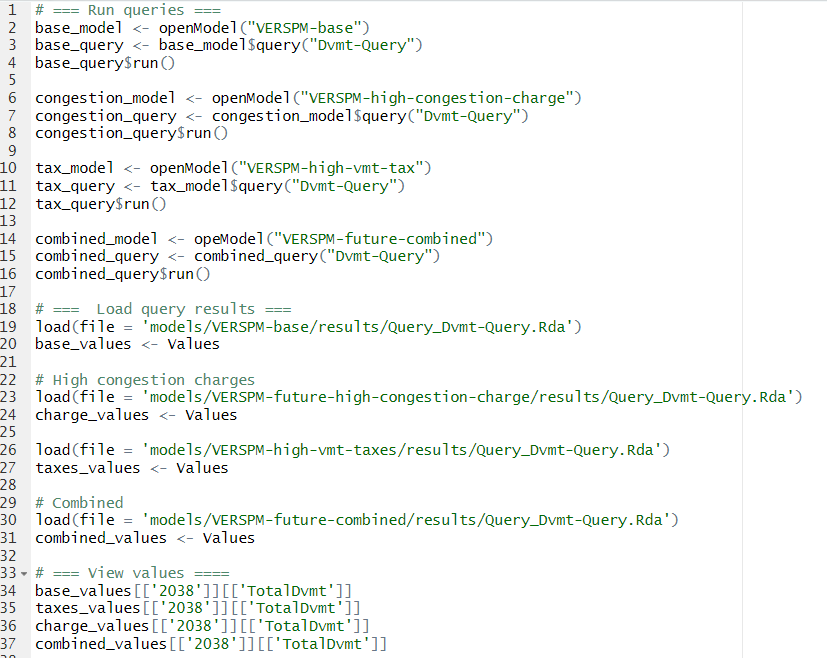 1 # === Run queries ===
2 base_model <- openModel("VERSPM-base")
3 base_query <- base_model$query("Dvmt-Query")
4 base_query$run()
5
6 congestion_model <- openModel("VERSPM-high-congestion-charge")
7 congestion_query <- congestion_model$query("Dvmt-Query")
8 congestion_query$run()
9
10 tax_model <- openModel("VERSPM-high-vmt-tax")
11 tax_query <- tax_model$query("Dvmt-Query")
12 tax_query$run()
13
14 combined_model <- opeModel("VERSPM-future-combined")
15 combined_query <- combined_query("Dvmt-Query")
16 combined_query$run()
17
18 # ===  Load query results ===
19 load(file = 'models/VERSPM-base/results/Query_Dvmt-Query.Rda')
20 base_values <- Values
21
22 # High congestion charges
23 load(file = 'models/VERSPM-future-high-congestion-charge/results/Query_Dvmt-Query.Rda')
24 charge_values <- Values
25
26 load(file = 'models/VERSPM-high-vmt-taxes/results/Query_Dvmt-Query.Rda')
27 taxes_values <- Values
28
29 # Combined
30 load(file = 'models/VERSPM-future-combined/results/Query_Dvmt-Query.Rda')
31 combined_values <- Values
32
33 # === View values ====
34 base_values[['2038']][['TotalDvmt']]
35 taxes_values[['2038']][['TotalDvmt']]
36 charge_values[['2038']][['TotalDvmt']]
37 combined_values[['2038']][['TotalDvmt']]